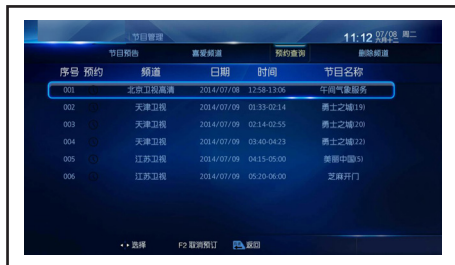 节目管理
11:12 07/08 周二
六月十二
节目预告 喜爱频道 预约查询 删除频道
序号 预约 频道 日期 时间 节目名称
001 北京卫视高清 2014/07/08 12:58-13:06 午间气象服务
002 天津卫视 2014/07/09 01:33-02:14 勇士之城(19)
003 天津卫视 2014/07/09 02:14-02:55 勇士之城(20)
004 天津卫视 2014/07/09 03:40-04:23 勇士之城(22)
005 江苏卫视 2014/07/09 04:15-05:00 美丽中国(5)
006 江苏卫视 2014/07/09 05:20-06:00 芝麻开门
选择 F2 取消预订 返回